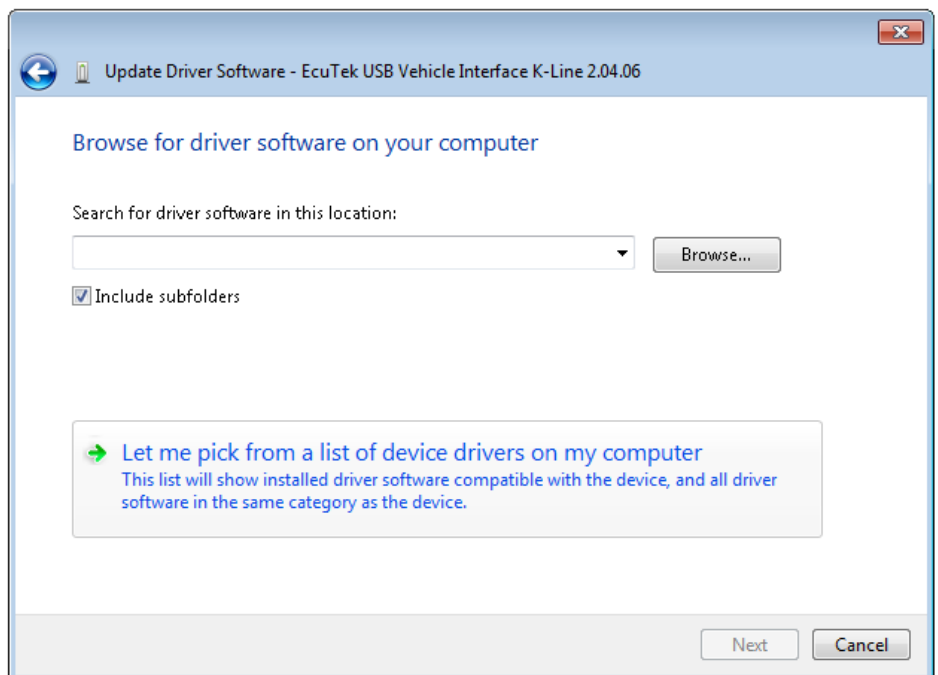 Update Driver Software - EcuTek USB Vehicle Interface K-Line 2.04.06
Browse for driver software on your computer
Search for driver software in this location:
Browse...
Include subfolders
Let me pick from a list of device drivers on my computer
This list will show installed driver software compatible with the device, and all driver
software in the same category as the device.
Next
Cancel